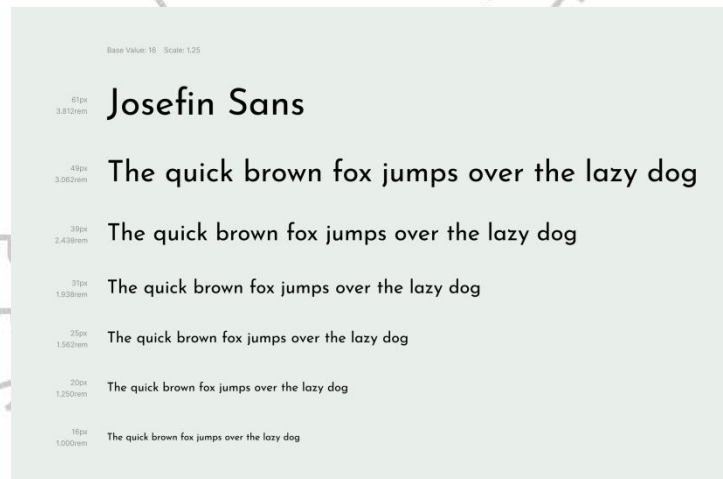 Base Value: 16 Scale: 1.25
61px
3.812rem
Josefin Sans
49px
3.062rem
The quick brown fox jumps over the lazy dog
39px
2.438rem
The quick brown fox jumps over the lazy dog
31px
1.938rem
The quick brown fox jumps over the lazy dog
25px
1.562rem
The quick brown fox jumps over the lazy dog
20px
1.250rem
The quick brown fox jumps over the lazy dog
16px
1.000rem
The quick brown fox jumps over the lazy dog